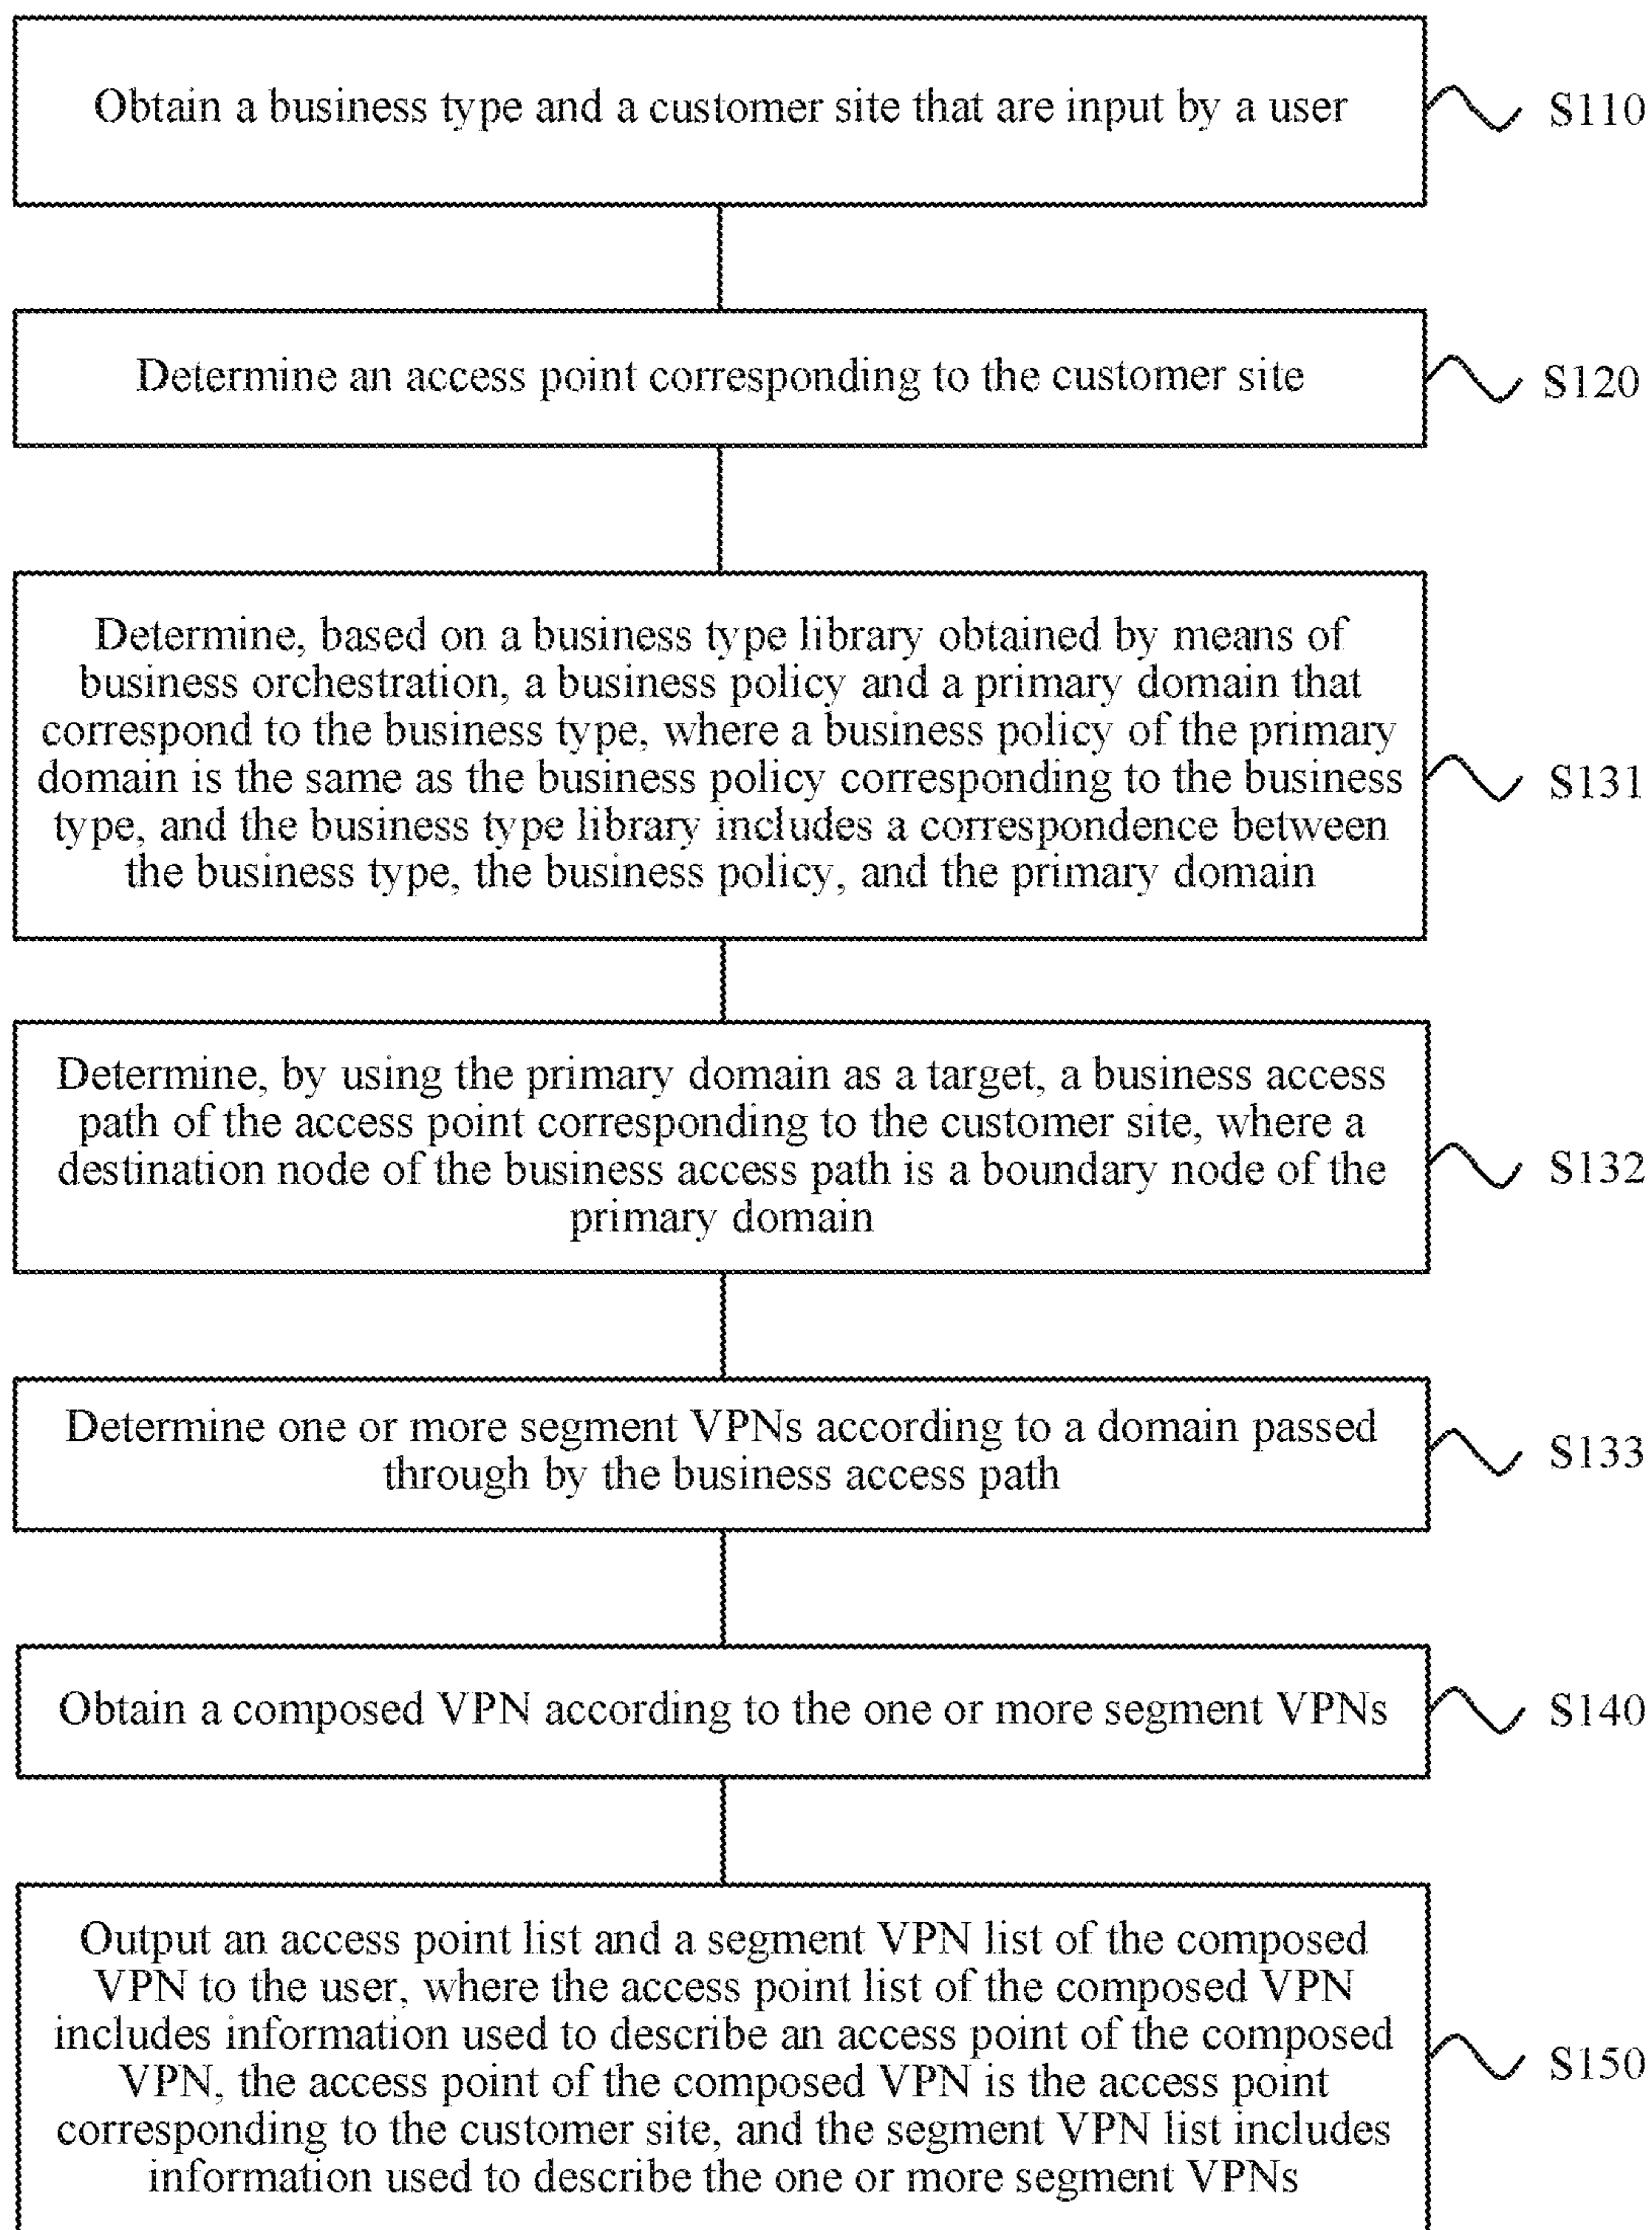 Obtain a business type and a customer site that are input by a user
S110
Determine an access point corresponding to the customer site
S120
Determine, based on a business type library obtained by means of
business orchestration, a business policy and a primary domain that
correspond to the business type, where a business policy of the primary
domain is the same as the business policy corresponding to the business
type, and the business type library includes a correspondence between
the business type, the business policy, and the primary domain
S131
Determine, by using the primary domain as a target, a business access
path of the access point corresponding to the customer site, where a
destination node of the business access path is a boundary node of the
primary domain
S132
Determine one or more segment VPNs according to a domain passed
through by the business access path
S133
Obtain a composed VPN according to the one or more segment VPNs
S140
Output an access point list and a segment VPN list of the composed
VPN to the user, where the access point list of the composed VPN
includes information used to describe an access point of the composed
VPN, the access point of the composed VPN is the access point
corresponding to the customer site, and the segment VPN list includes
information used to describe the one or more segment VPNs
S150